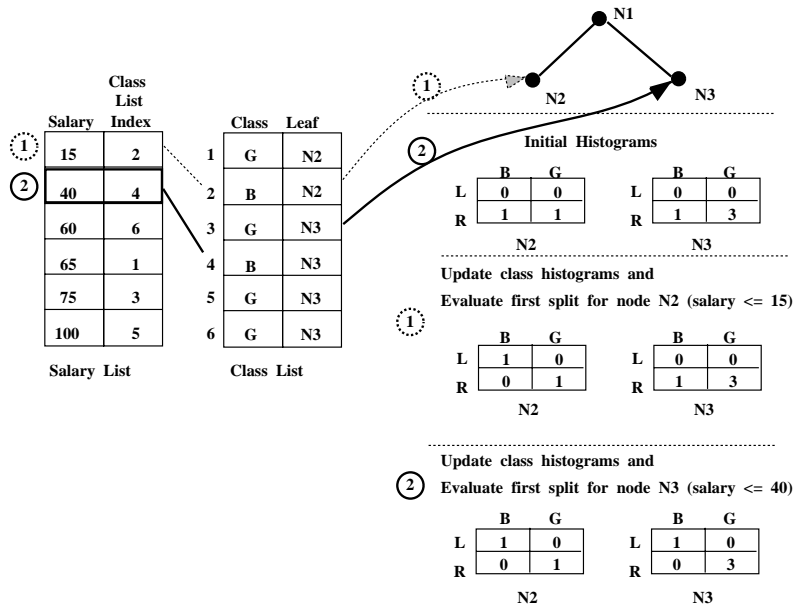 N1
N2
N3
1
2
Class
List
Salary Index
1 15 2
2 40 4
60 6
65 1
75 3
100 5
Salary List
Class Leaf
1 G N2
2 B N2
3 G N3
4 B N3
5 G N3
6 G N3
Class List
Initial Histograms
B G B G
L 0 0 L 0 0
R 1 1 R 1 3
N2 N3
Update class histograms and
Evaluate first split for node N2 (salary <= 15)
1
B G B G
L 1 0 L 0 0
R 0 1 R 1 3
N2 N3
Update class histograms and
2 Evaluate first split for node N3 (salary <= 40)
B G B G
L 1 0 L 1 0
R 0 1 R 0 3
N2 N3